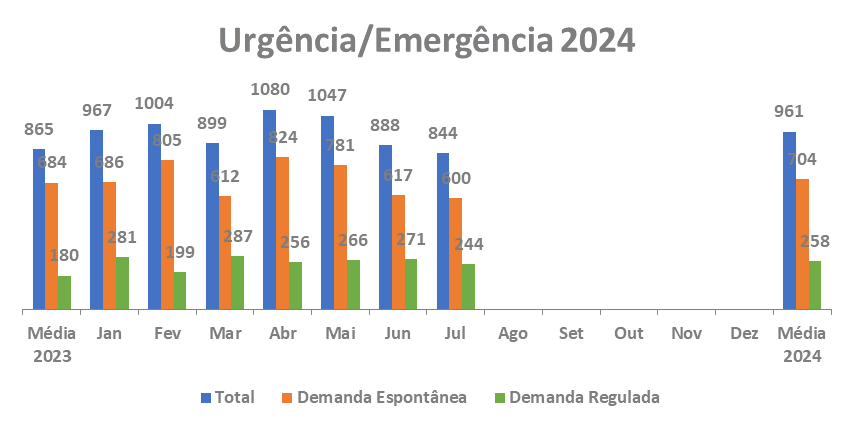 Urgência/Emergência 2024
865
684
180
967
686
281
1004
805
199
899
612
287
1080
824
256
1047
781
266
888
617
271
844
600
244
961
704
258
Média 2023
Jan
Fev
Mar
Abr
Mai
Jun
Jul
Ago
Set
Out
Nov
Dez
Média 2024
Total
Demanda Espontânea
Demanda Regulada